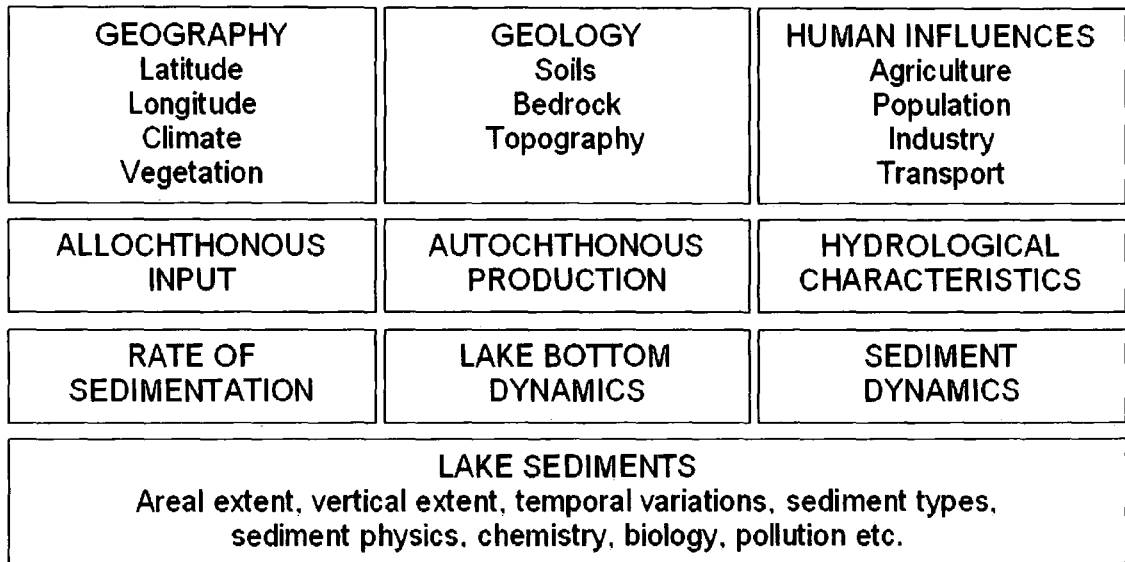 GEOGRAPHY
Latitude
Longitude
Climate
Vegetation
GEOLOGY
Soils
Bedrock
Topography
HUMAN INFLUENCES
Agriculture
Population
Industry
Transport
ALLOCHTHONOUS
INPUT
AUTOCHTHONOUS
PRODUCTION
HYDROLOGICAL
CHARACTERISTICS
RATE OF
SEDIMENTATION
LAKE BOTTOM
DYNAMICS
SEDIMENT
DYNAMICS
LAKE SEDIMENTS
Areal extent, vertical extent, temporal variations, sediment types,
sediment physics, chemistry, biology, pollution etc.